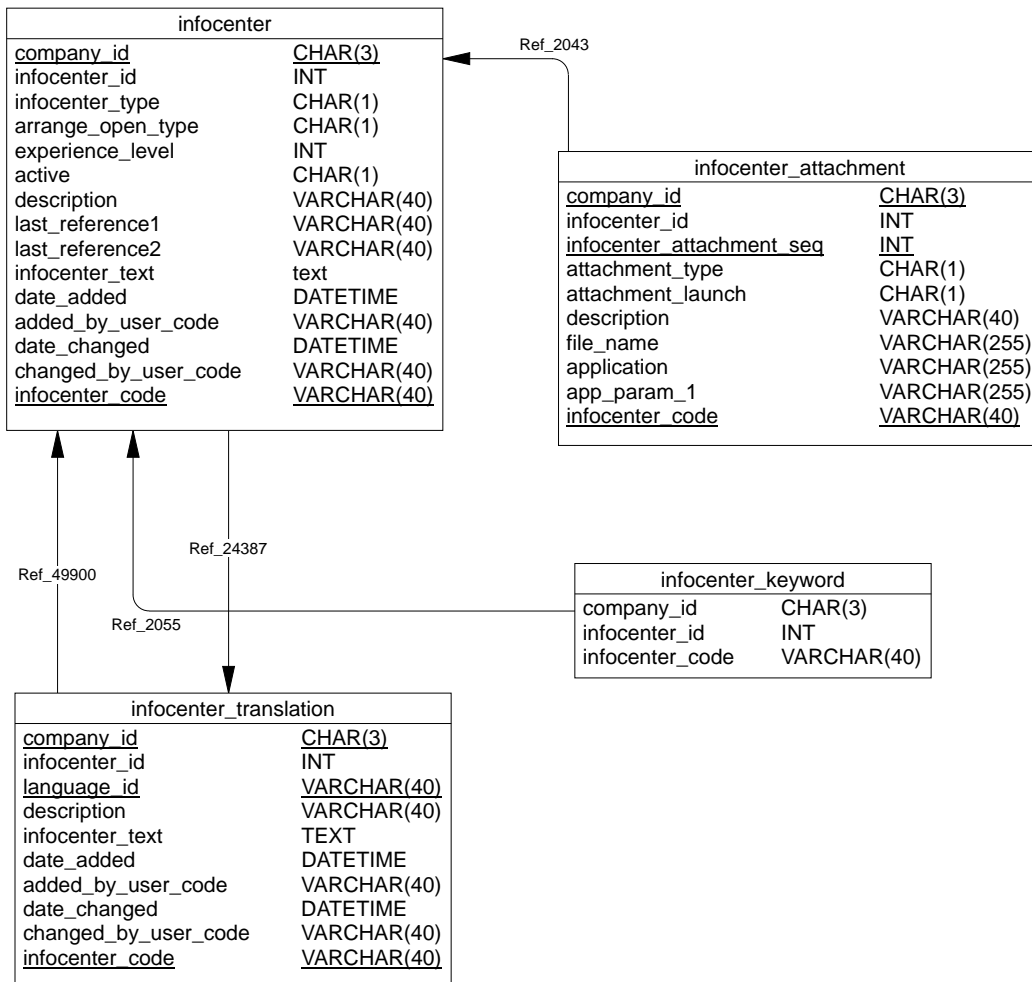 infocenter
company_id CHAR(3)
infocenter_id INT
infocenter_type CHAR(1)
arrange_open_type CHAR(1)
experience_level INT
active CHAR(1)
description VARCHAR(40)
last_reference1 VARCHAR(40)
last_reference2 VARCHAR(40)
infocenter_text text
date_added DATETIME
added_by_user_code VARCHAR(40)
date_changed DATETIME
changed_by_user_code VARCHAR(40)
infocenter_code VARCHAR(40)
Ref_2043
infocenter_attachment
company_id CHAR(3)
infocenter_id INT
infocenter_attachment_seq INT
attachment_type CHAR(1)
attachment_launch CHAR(1)
description VARCHAR(40)
file_name VARCHAR(255)
application VARCHAR(255)
app_param_1 VARCHAR(255)
infocenter_code VARCHAR(40)
Ref_24387
Ref_49900
Ref_2055
infocenter_keyword
company_id CHAR(3)
infocenter_id INT
infocenter_code VARCHAR(40)
infocenter_translation
company_id CHAR(3)
infocenter_id INT
language_id VARCHAR(40)
description VARCHAR(40)
infocenter_text TEXT
date_added DATETIME
added_by_user_code VARCHAR(40)
date_changed DATETIME
changed_by_user_code VARCHAR(40)
infocenter_code VARCHAR(40)